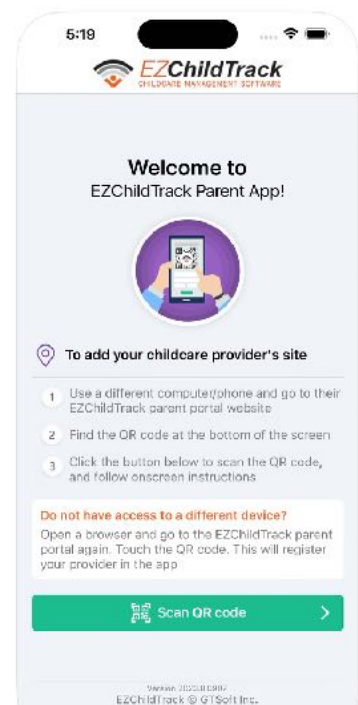 5:19
EZChildTrack
CHILDCARE MANAGEMENT SOFTWARE
Welcome to
EZChildTrack Parent App!
To add your childcare provider's site
1 Use a different computer/phone and go to their
EZChildTrack parent portal website
2 Find the QR code at the bottom of the screen
3 Click the button below to scan the QR code,
and follow onscreen instructions
Do not have access to a different device?
Open a browser and go to the EZChildTrack parent
portal again. Touch the QR code. This will register
your provider in the app
Scan QR code
Version
EZChildTrack © GTSoft Inc.